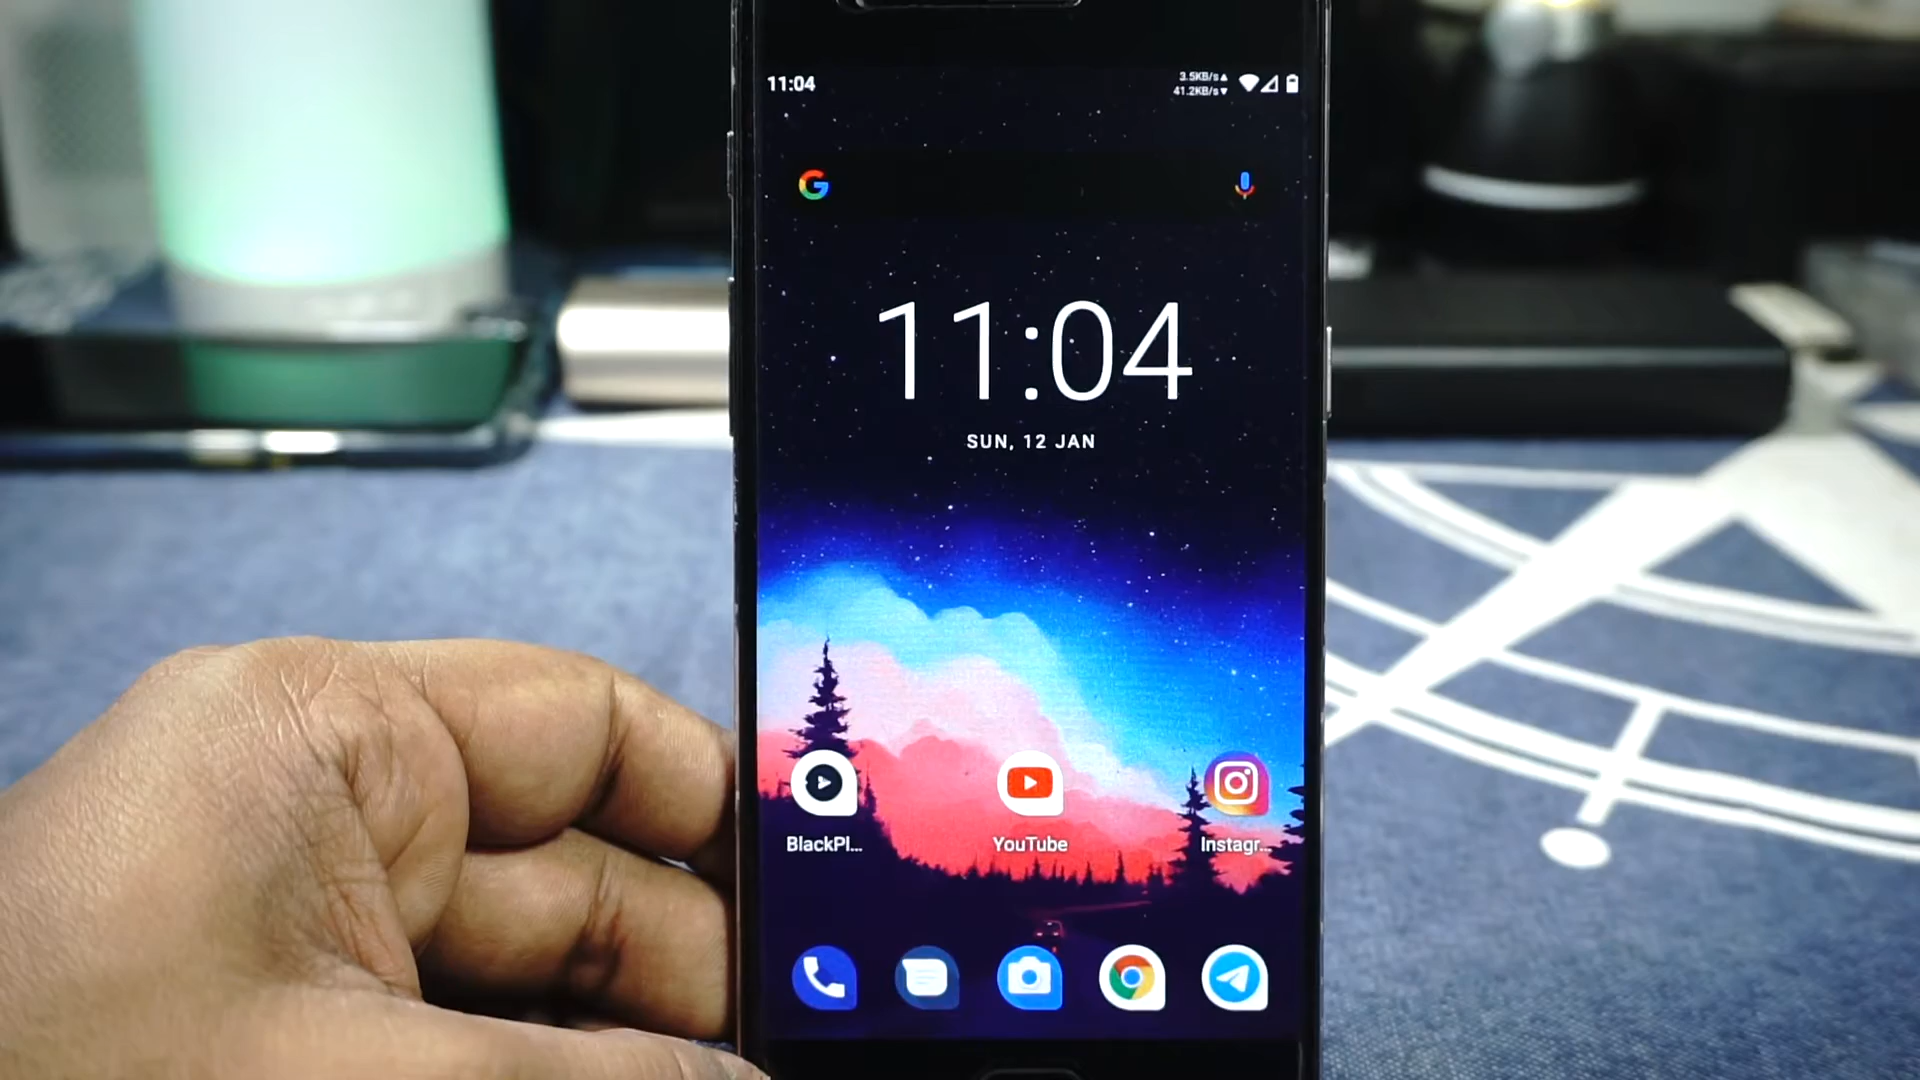 11:04
3.5KB/s▲
41.2KB/s▼
G
11:04
SUN, 12 JAN
BlackPl...
YouTube
Instagr...